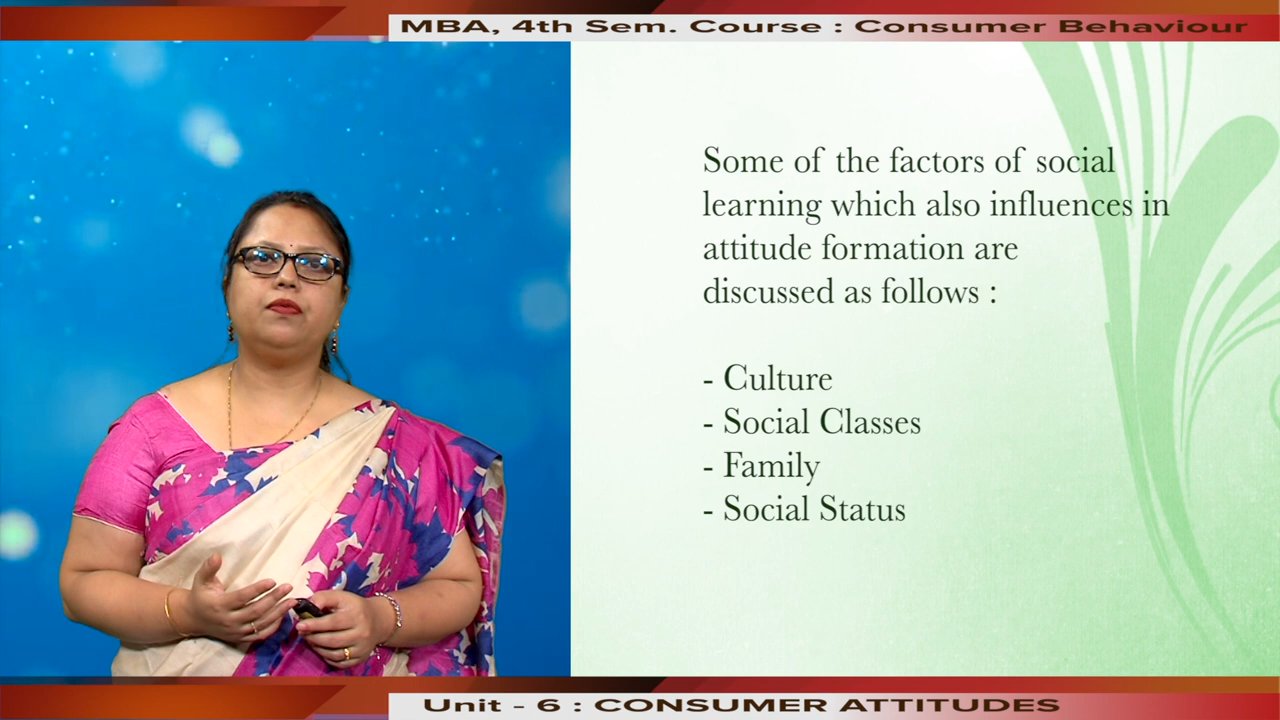 MBA, 4th Sem. Course : Consumer Behaviour
Some of the factors of social
learning which also influences in
attitude formation are
discussed as follows :
- Culture
- Social Classes
- Family
- Social Status
Unit - 6 : CONSUMER ATTITUDES